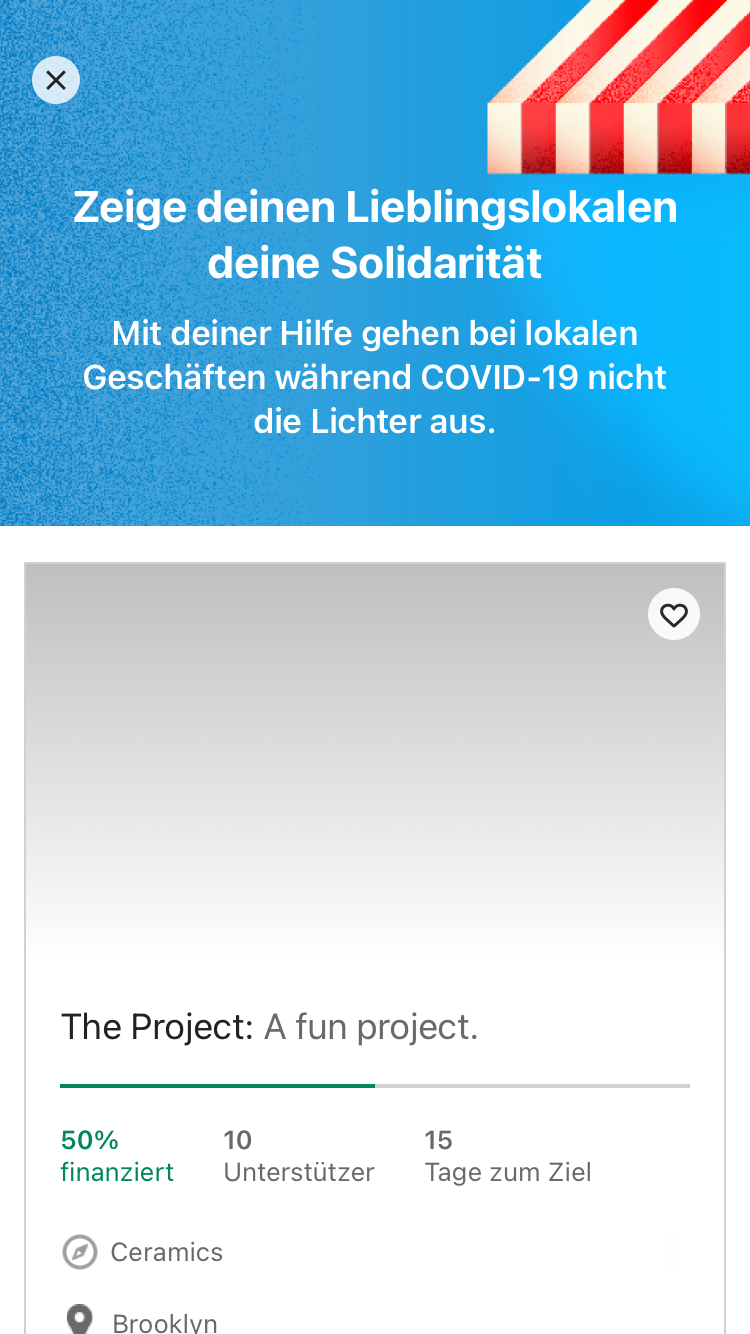 Zeige deinen Lieblingslokalen
deine Solidarität
Mit deiner Hilfe gehen bei lokalen
Geschäften während COVID-19 nicht
die Lichter aus.
The Project: A fun project.
50% 10 15
finanziert Unterstützer Tage zum Ziel
Ceramics
Brooklyn